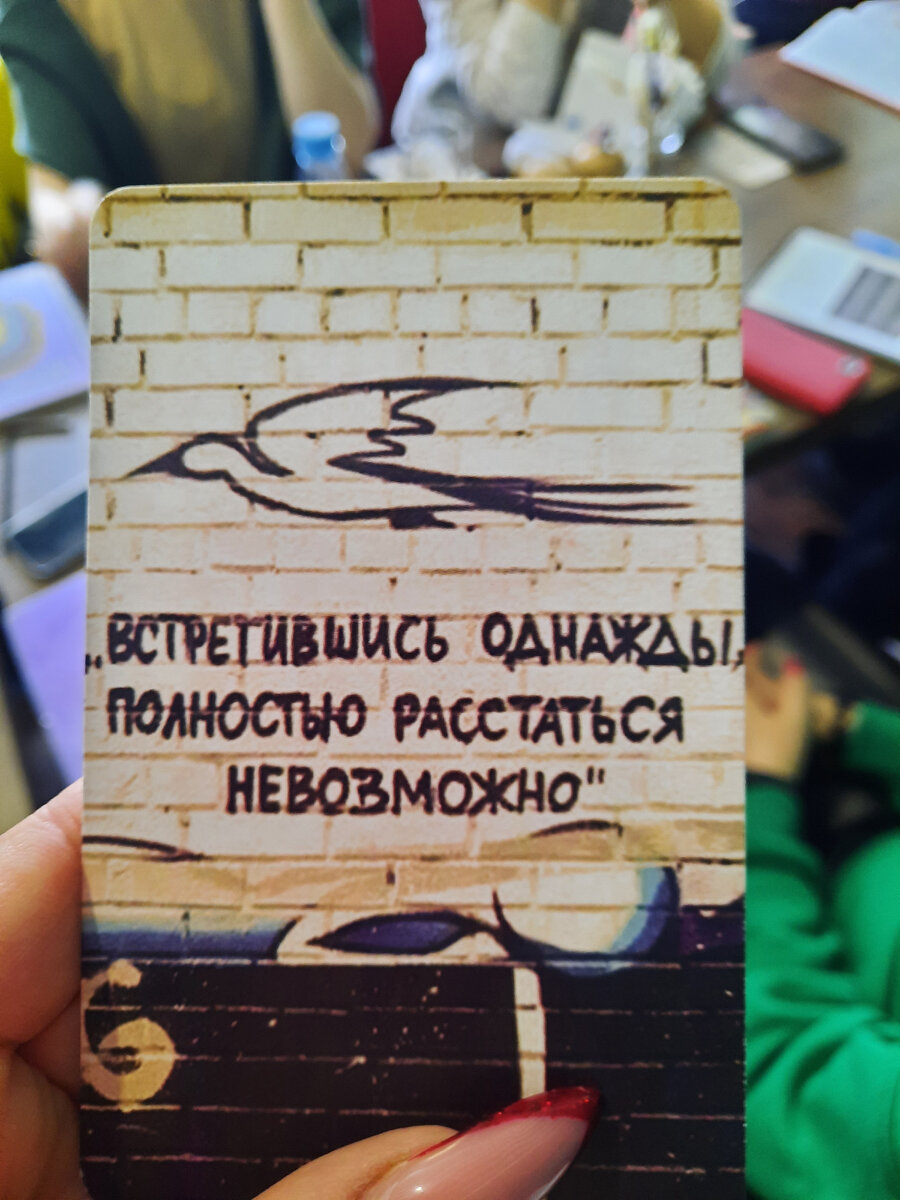 „ВСТРЕТИВШИСЬ ОДНАЖДЫ,
ПОЛНОСТЬЮ РАССТАТЬСЯ
НЕВОЗМОЖНО"